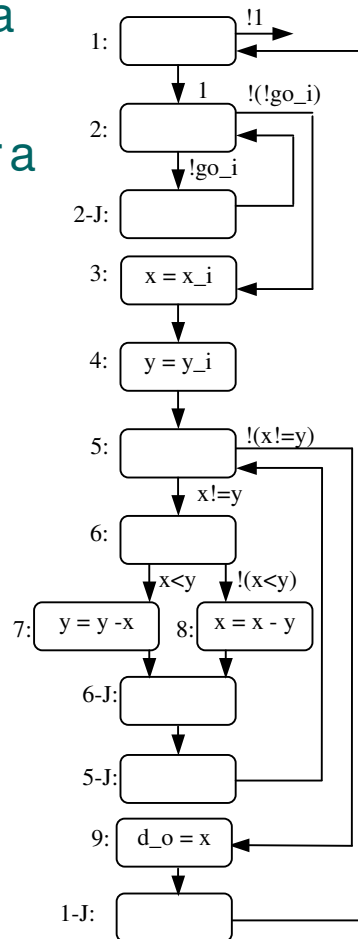 a
ra
!1
1:
1
!(!go_i)
2:
!go_i
2-J:
3: x = x_i
4: y = y_i
!(x!=y)
5:
x!=y
6:
x<y !(x<y)
7: y = y -x 8: x = x - y
6-J:
5-J:
9: d_o = x
1-J: